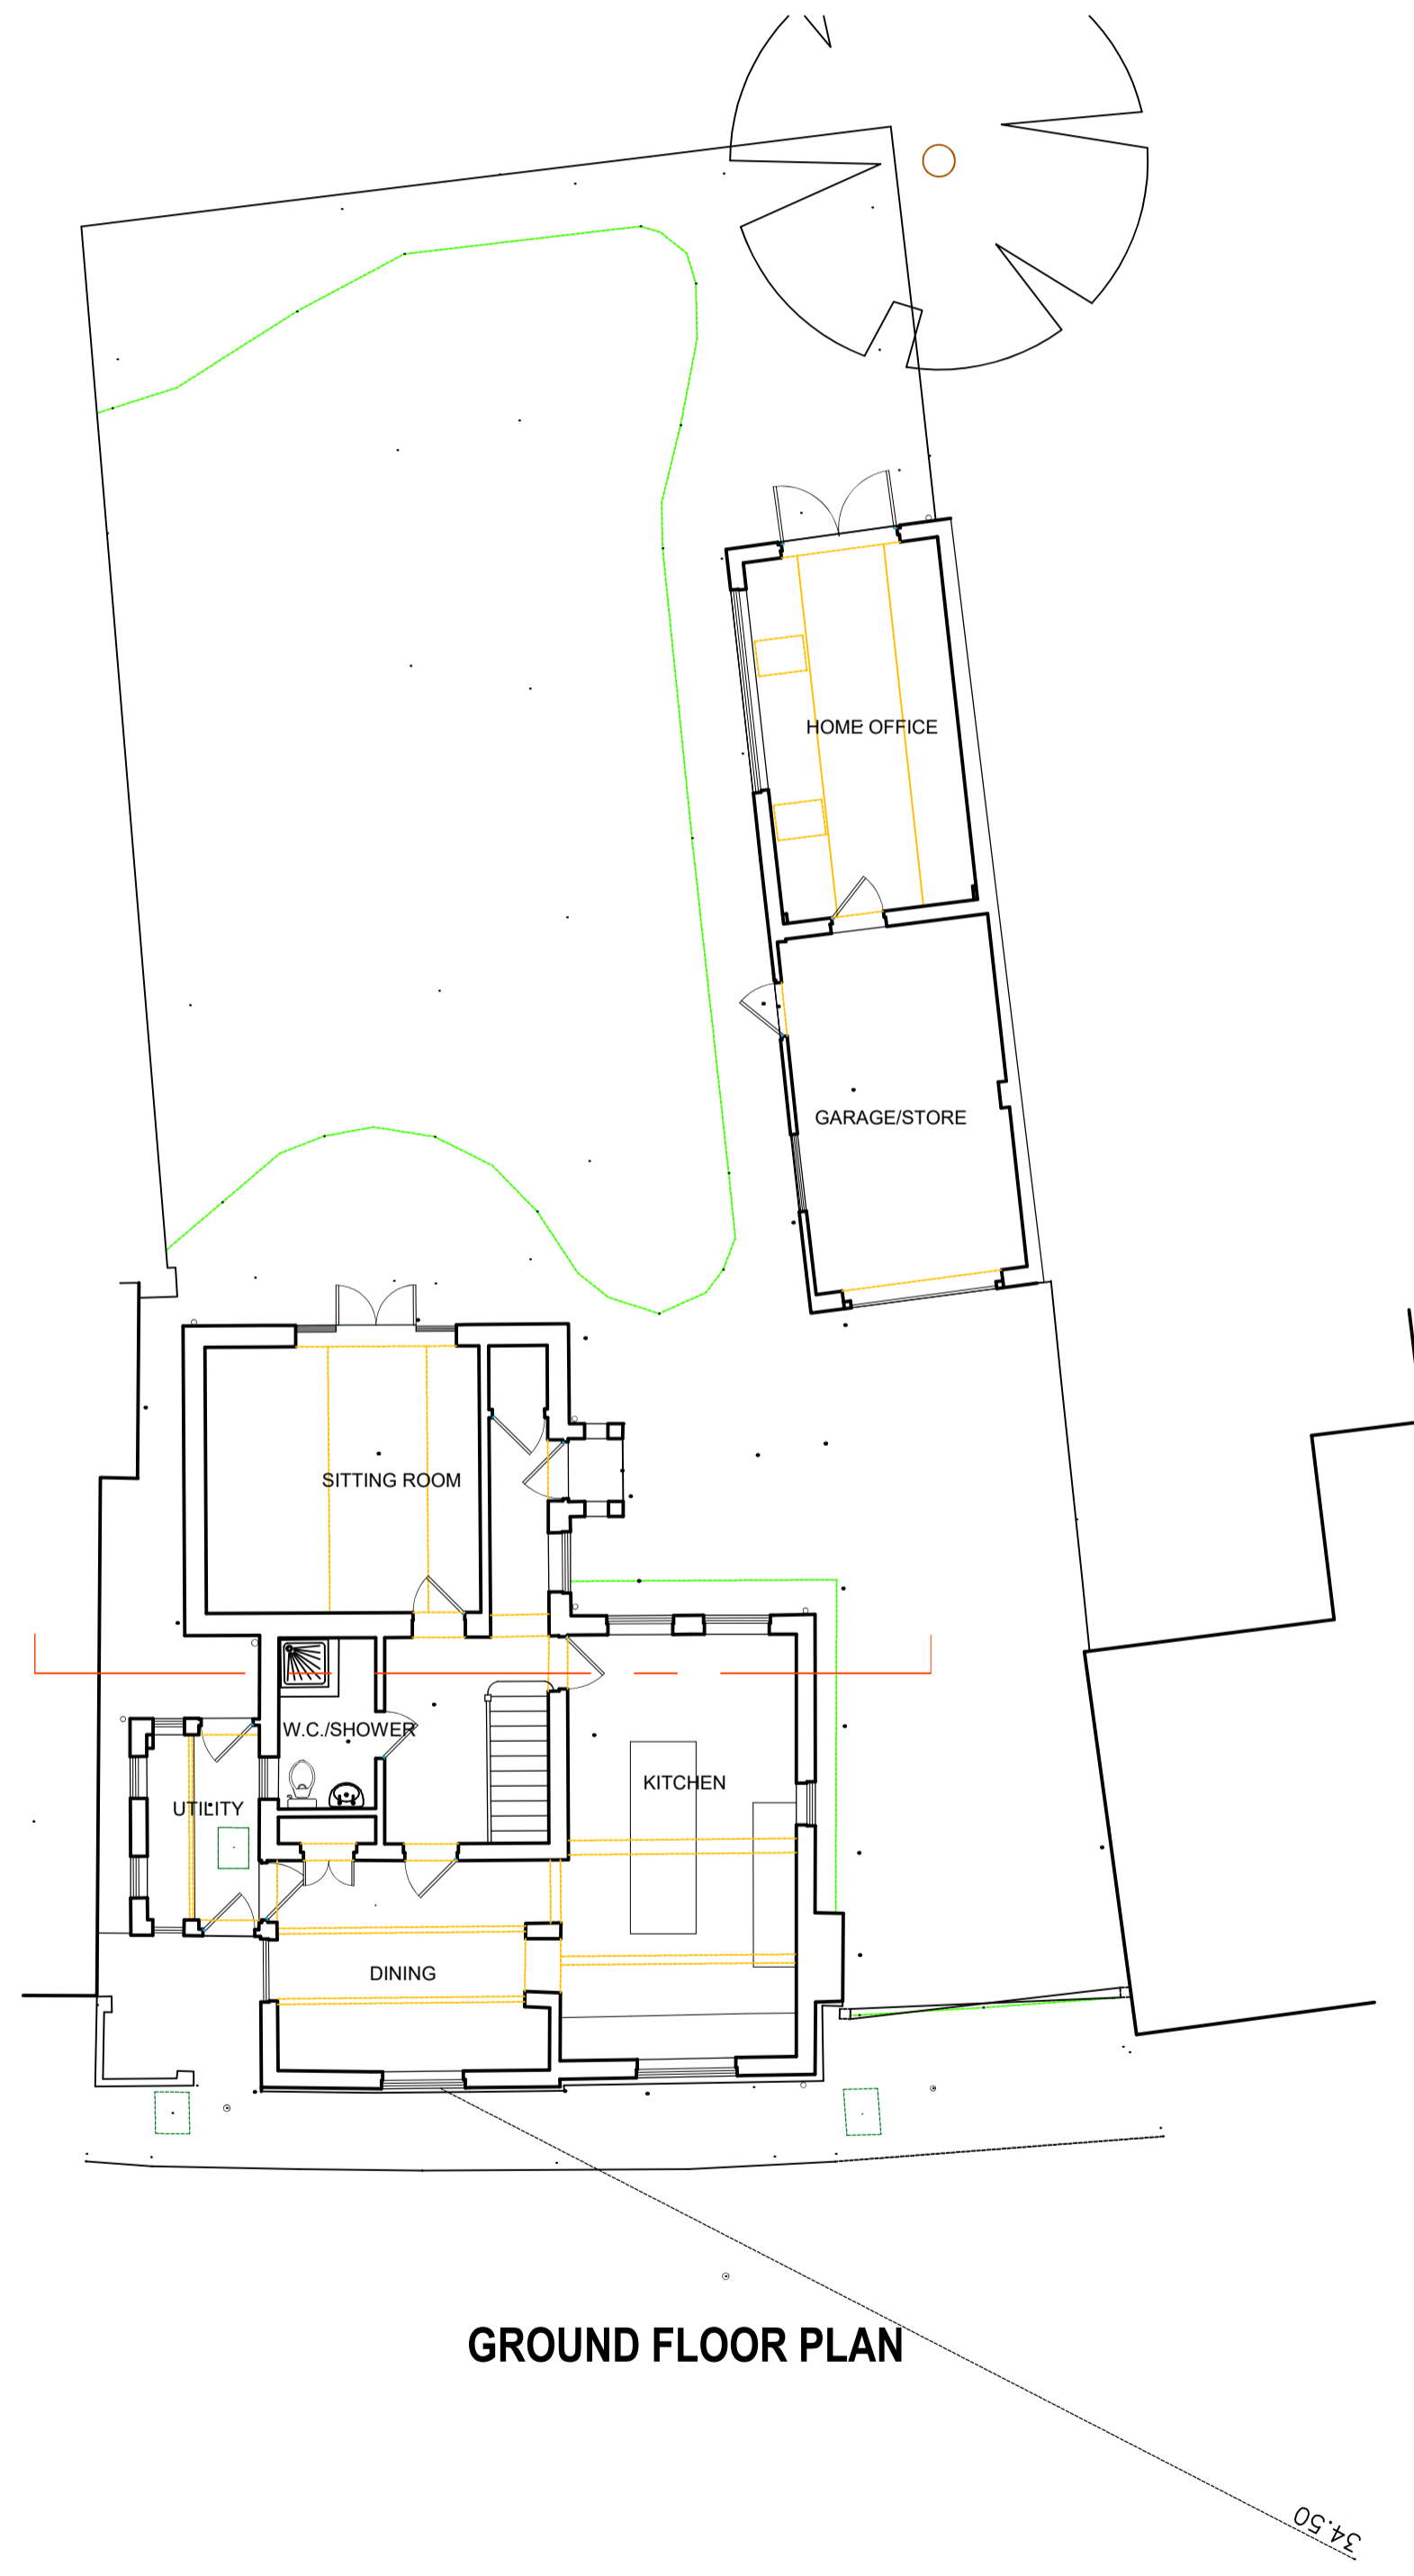 HOME OFFICE
GARAGE/STORE
SITTING ROOM
W.C./SHOWER
KITCHEN
UTILITY
DINING
GROUND FLOOR PLAN
34.50